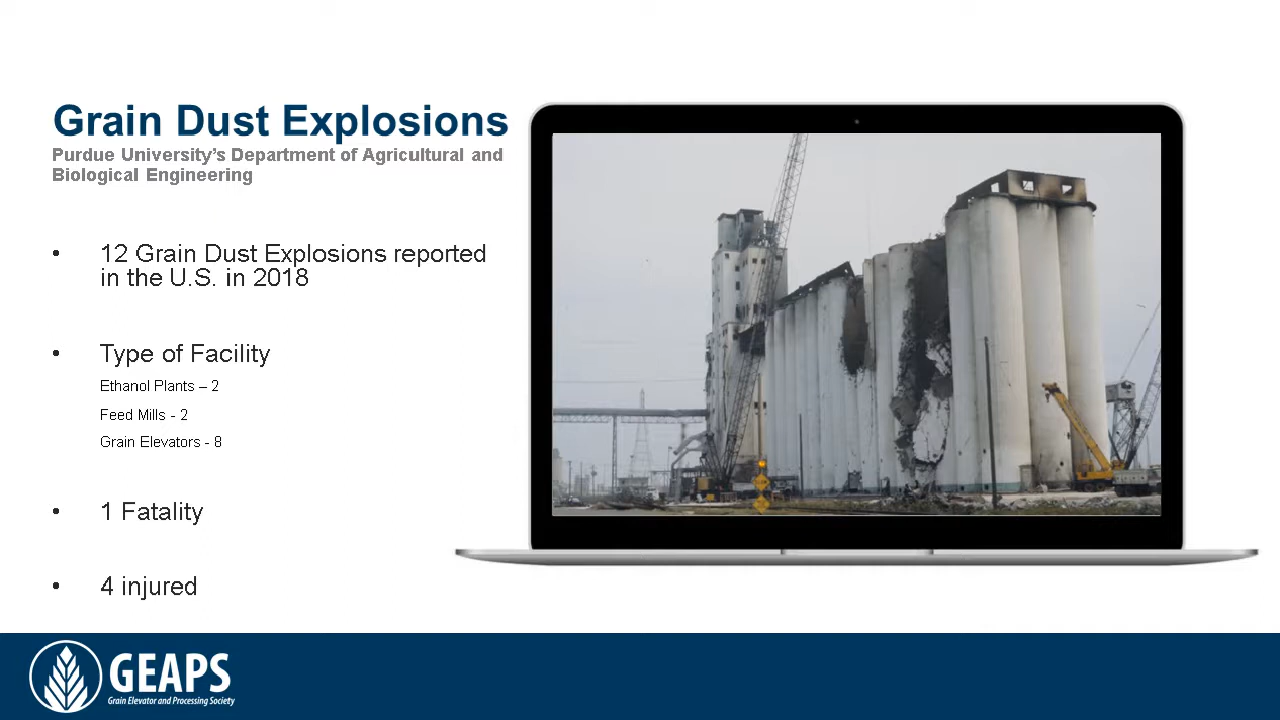 Grain Dust Explosions
Purdue University's Department of Agricultural and
Biological Engineering
• 12 Grain Dust Explosions reported
in the U.S. in 2018
• Type of Facility
Ethanol Plants – 2
Feed Mills - 2
Grain Elevators - 8
• 1 Fatality
• 4 injured
GEAPS
Grain Elevator and Processing Society